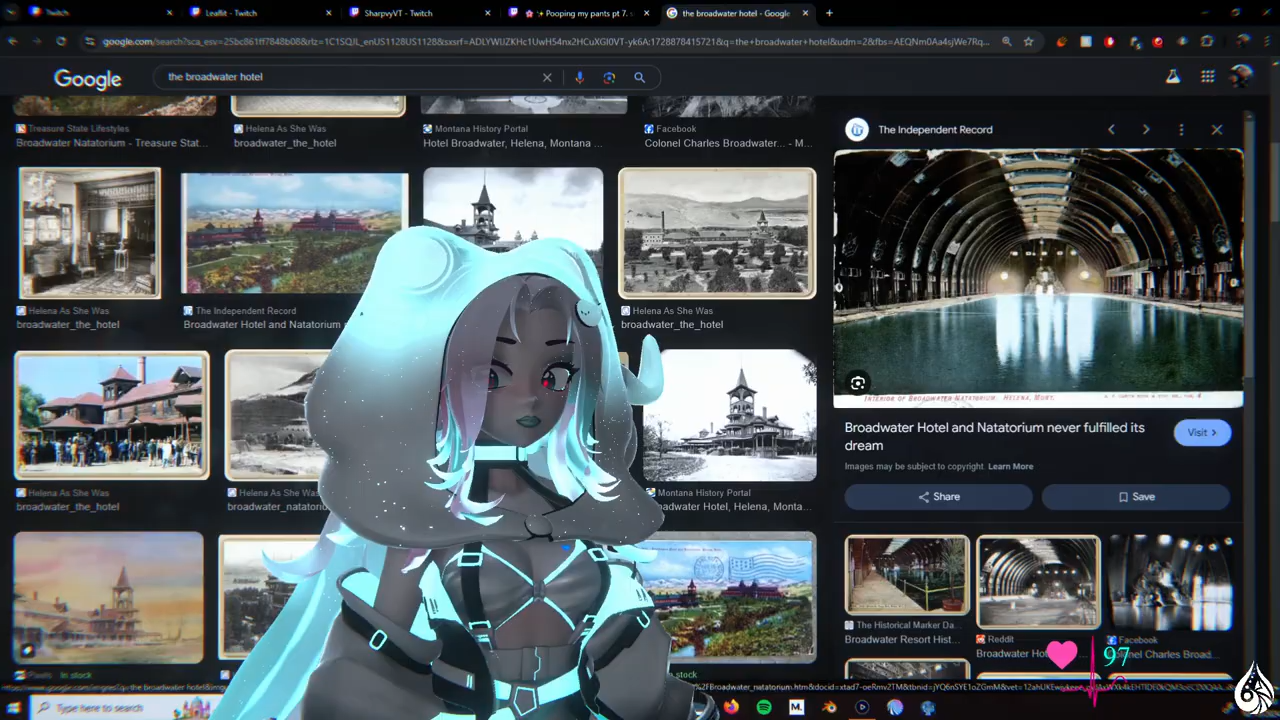 Twitch
Leaflit - Twitch
SharpvyVT - Twitch
Pooping my pants pt 7. s
the broadwater hotel - Google
Google
the broadwater hotel
Treasure State Lifestyles
Broadwater Natatorium - Treasure Stat...
Helena As She Was
broadwater_the_hotel
Montana History Portal
Hotel Broadwater, Helena, Montana ...
Facebook
Colonel Charles Broadwater... - M...
The Independent Record
Helena As She Was
broadwater_the_hotel
The Independent Record
Broadwater Hotel and Natatorium
Helena As She Was
broadwater_the_hotel
INTERIOR OF BROADWATER NATATORIUM. HELENA, MONT.
Broadwater Hotel and Natatorium never fulfilled its
dream
Visit
Images may be subject to copyright. Learn More
Share
Save
Helena As She Was
broadwater_the_hotel
Helena As She Was
broadwater_natator
Montana History Portal
adwater Hotel, Helena, Monta...
The Historical Marker Da...
Broadwater Resort Hist...
Reddit
Broadwater Hot
Facebook
Colonel Charles Broad...
In stock
stock
97
Type here to search
M.
6